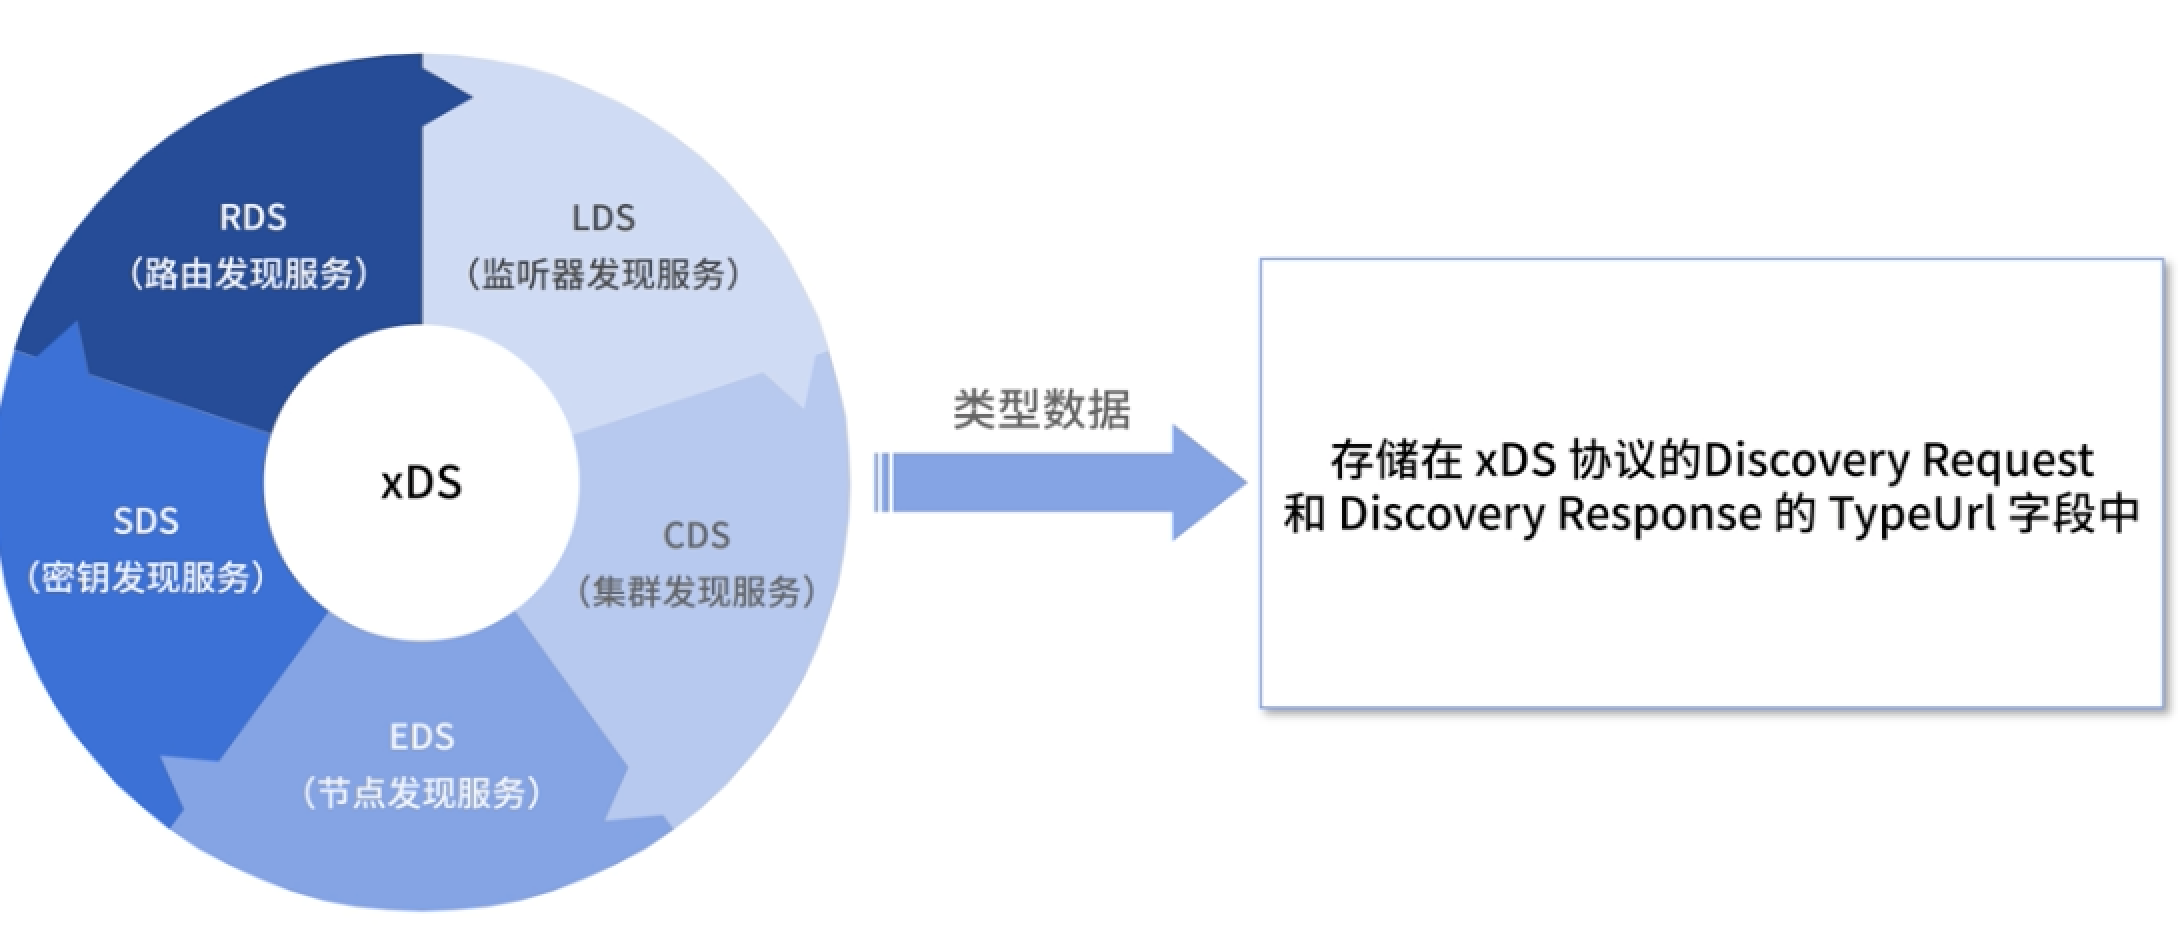 RDS
（路由发现服务）
LDS
（监听器发现服务）
xDS
SDS
（密钥发现服务）
CDS
（集群发现服务）
EDS
（节点发现服务）
类型数据
存储在 xDS 协议的Discovery Request
和 Discovery Response 的 TypeUrl 字段中